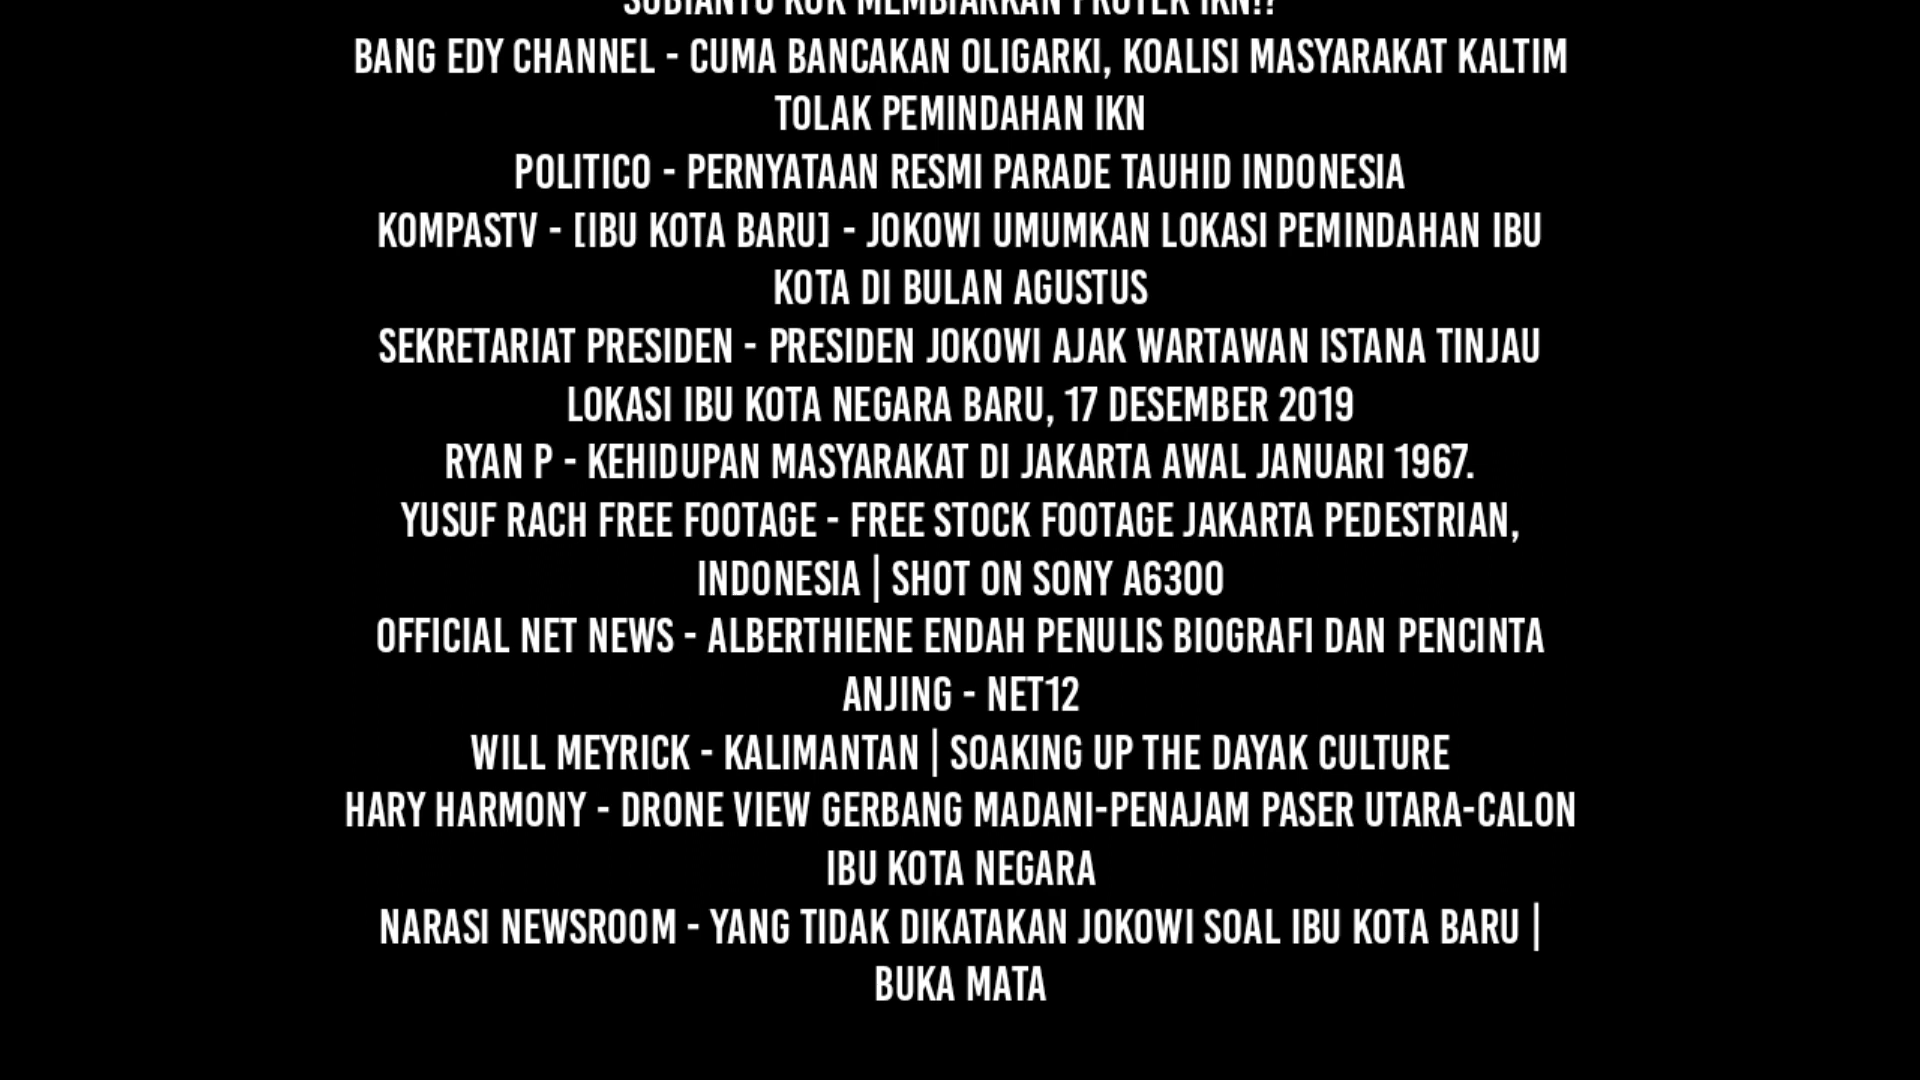 SUBIANTO KOK MEMBIARKAN PROYEK IKN!?
BANG EDY CHANNEL - CUMA BANCAKAN OLIGARKI, KOALISI MASYARAKAT KALTIM
TOLAK PEMINDAHAN IKN
POLITICO - PERNYATAAN RESMI PARADE TAUHID INDONESIA
KOMPASTV - [IBU KOTA BARU] - JOKOWI UMUMKAN LOKASI PEMINDAHAN IBU
KOTA DI BULAN AGUSTUS
SEKRETARIAT PRESIDEN - PRESIDEN JOKOWI AJAK WARTAWAN ISTANA TINJAU
LOKASI IBU KOTA NEGARA BARU, 17 DESEMBER 2019
RYAN P - KEHIDUPAN MASYARAKAT DI JAKARTA AWAL JANUARI 1967.
YUSUF RACH FREE FOOTAGE - FREE STOCK FOOTAGE JAKARTA PEDESTRIAN,
INDONESIA | SHOT ON SONY A6300
OFFICIAL NET NEWS - ALBERTHIENE ENDAH PENULIS BIOGRAFI DAN PENCINTA
ANJING - NET12
WILL MEYRICK - KALIMANTAN | SOAKING UP THE DAYAK CULTURE
HARY HARMONY - DRONE VIEW GERBANG MADANI-PENAJAM PASER UTARA-CALON
IBU KOTA NEGARA
NARASI NEWSROOM - YANG TIDAK DIKATAKAN JOKOWI SOAL IBU KOTA BARU |
BUKA MATA